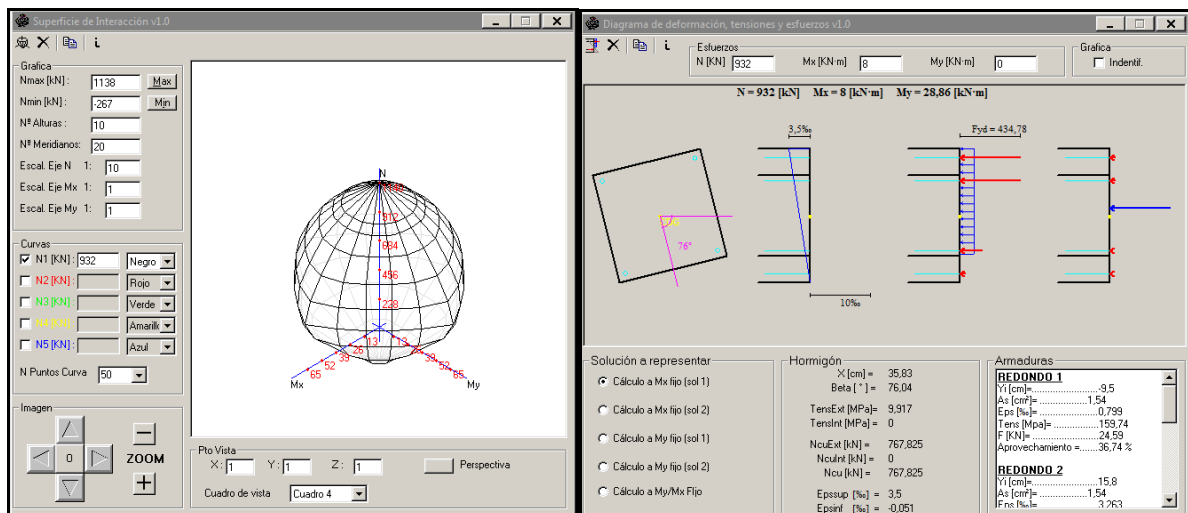 Superficie de Interacción v1.0
Grafica
Nmax [kN] : 1138 Max
Nmin [kN] : -267 Min
Nª Alturas : 10
Nª Meridianos: 20
Escal. Eje N 1: 10
Escal. Eje Mx 1: 1
Escal. Eje My 1: 1
Curvas
N1 [KN] : 932 Negro
N2 [KN] : Rojo
N3 [KN] : Verde
N4 [KN] : Amarillo
N5 [KN] : Azul
N Puntos Curva 50
Imagen
0
ZOOM
N
912
684
456
228
13 13
26 26
39 39
52 52
65 65
Mx My
Pto Vista
X: 1 Y: 1 Z: 1 Perspectiva
Cuadro de vista Cuadro 4
Diagrama de deformación, tensiones y esfuerzos v1.0
Esfuerzos
N [KN] 932 Mx [KN·m] 8 My [KN·m] 0
Grafica
Indentif.
N = 932 [kN] Mx = 8 [kN·m] My = 28,86 [kN·m]
3,5‰
Fyd = 434,78
76°
10‰
Solución a representar
Cálculo a Mx fijo (sol 1)
Cálculo a Mx fijo (sol 2)
Cálculo a My fijo (sol 1)
Cálculo a My fijo (sol 2)
Cálculo a My/Mx FIjo
Hormigón
X [cm] = 35,83
Beta [ ° ] = 76,04
TensExt [MPa]= 9,917
TensInt [MPa] = 0
NcuExt [kN] = 767,825
NcuInt [kN] = 0
Ncu [kN] = 767,825
Epssup [‰] = 3,5
Epsinf [‰] = -0,051
Armaduras
REDONDO 1
Yi [cm]=.......................-9,5
As [cm²]= ...................1,54
Eps [‰]=.....................0,799
Tens [Mpa]=...............159,74
F [KN]=........................24,59
Aprovechamiento =.......36,74 %
REDONDO 2
Yi [cm]=.......................15,8
As [cm²]=....................1,54
Eps [‰]= 3,263